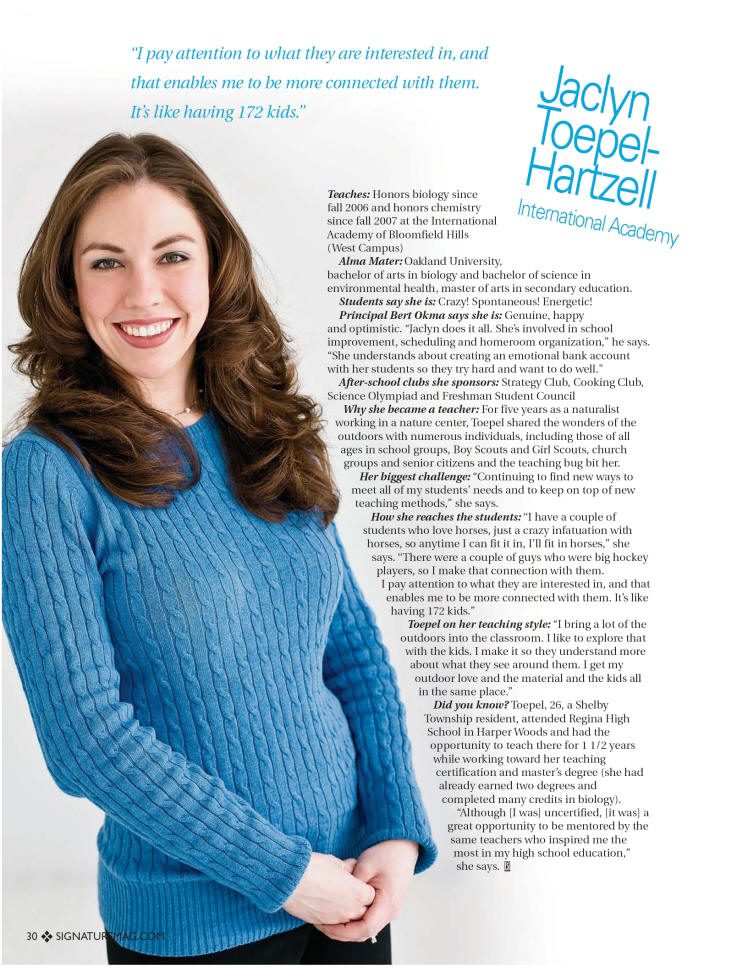 “I pay attention to what they are interested in, and
that enables me to be more connected with them.
It’s like having 172 kids.”
Jaclyn
Toepel-
Hartzell
International Academy
Teaches: Honors biology since
fall 2006 and honors chemistry
since fall 2007 at the International
Academy of Bloomfield Hills
(West Campus)
Alma Mater: Oakland University,
bachelor of arts in biology and bachelor of science in
environmental health, master of arts in secondary education.
Students say she is: Crazy! Spontaneous! Energetic!
Principal Bert Okma says she is: Genuine, happy
and optimistic. “Jaclyn does it all. She’s involved in school
improvement, scheduling and homeroom organization,” he says.
“She understands about creating an emotional bank account
with her students so they try hard and want to do well.”
After-school clubs she sponsors: Strategy Club, Cooking Club,
Science Olympiad and Freshman Student Council
Why she became a teacher: For five years as a naturalist
working in a nature center, Toepel shared the wonders of the
outdoors with numerous individuals, including those of all
ages in school groups, Boy Scouts and Girl Scouts, church
groups and senior citizens and the teaching bug bit her.
Her biggest challenge: “Continuing to find new ways to
meet all of my students’ needs and to keep on top of new
teaching methods,” she says.
How she reaches the students: “I have a couple of
students who love horses, just a crazy infatuation with
horses, so anytime I can fit it in, I’ll fit in horses,” she
says. “There were a couple of guys who were big hockey
players, so I make that connection with them.
I pay attention to what they are interested in, and that
enables me to be more connected with them. It’s like
having 172 kids.”
Toepel on her teaching style: “I bring a lot of the
outdoors into the classroom. I like to explore that
with the kids. I make it so they understand more
about what they see around them. I get my
outdoor love and the material and the kids all
in the same place.”
Did you know? Toepel, 26, a Shelby
Township resident, attended Regina High
School in Harper Woods and had the
opportunity to teach there for 1 1/2 years
while working toward her teaching
certification and master’s degree (she had
already earned two degrees and
completed many credits in biology).
“Although [I was] uncertified, [it was] a
great opportunity to be mentored by the
same teachers who inspired me the
most in my high school education,”
she says.
30 SIGNATUREMAG.COM